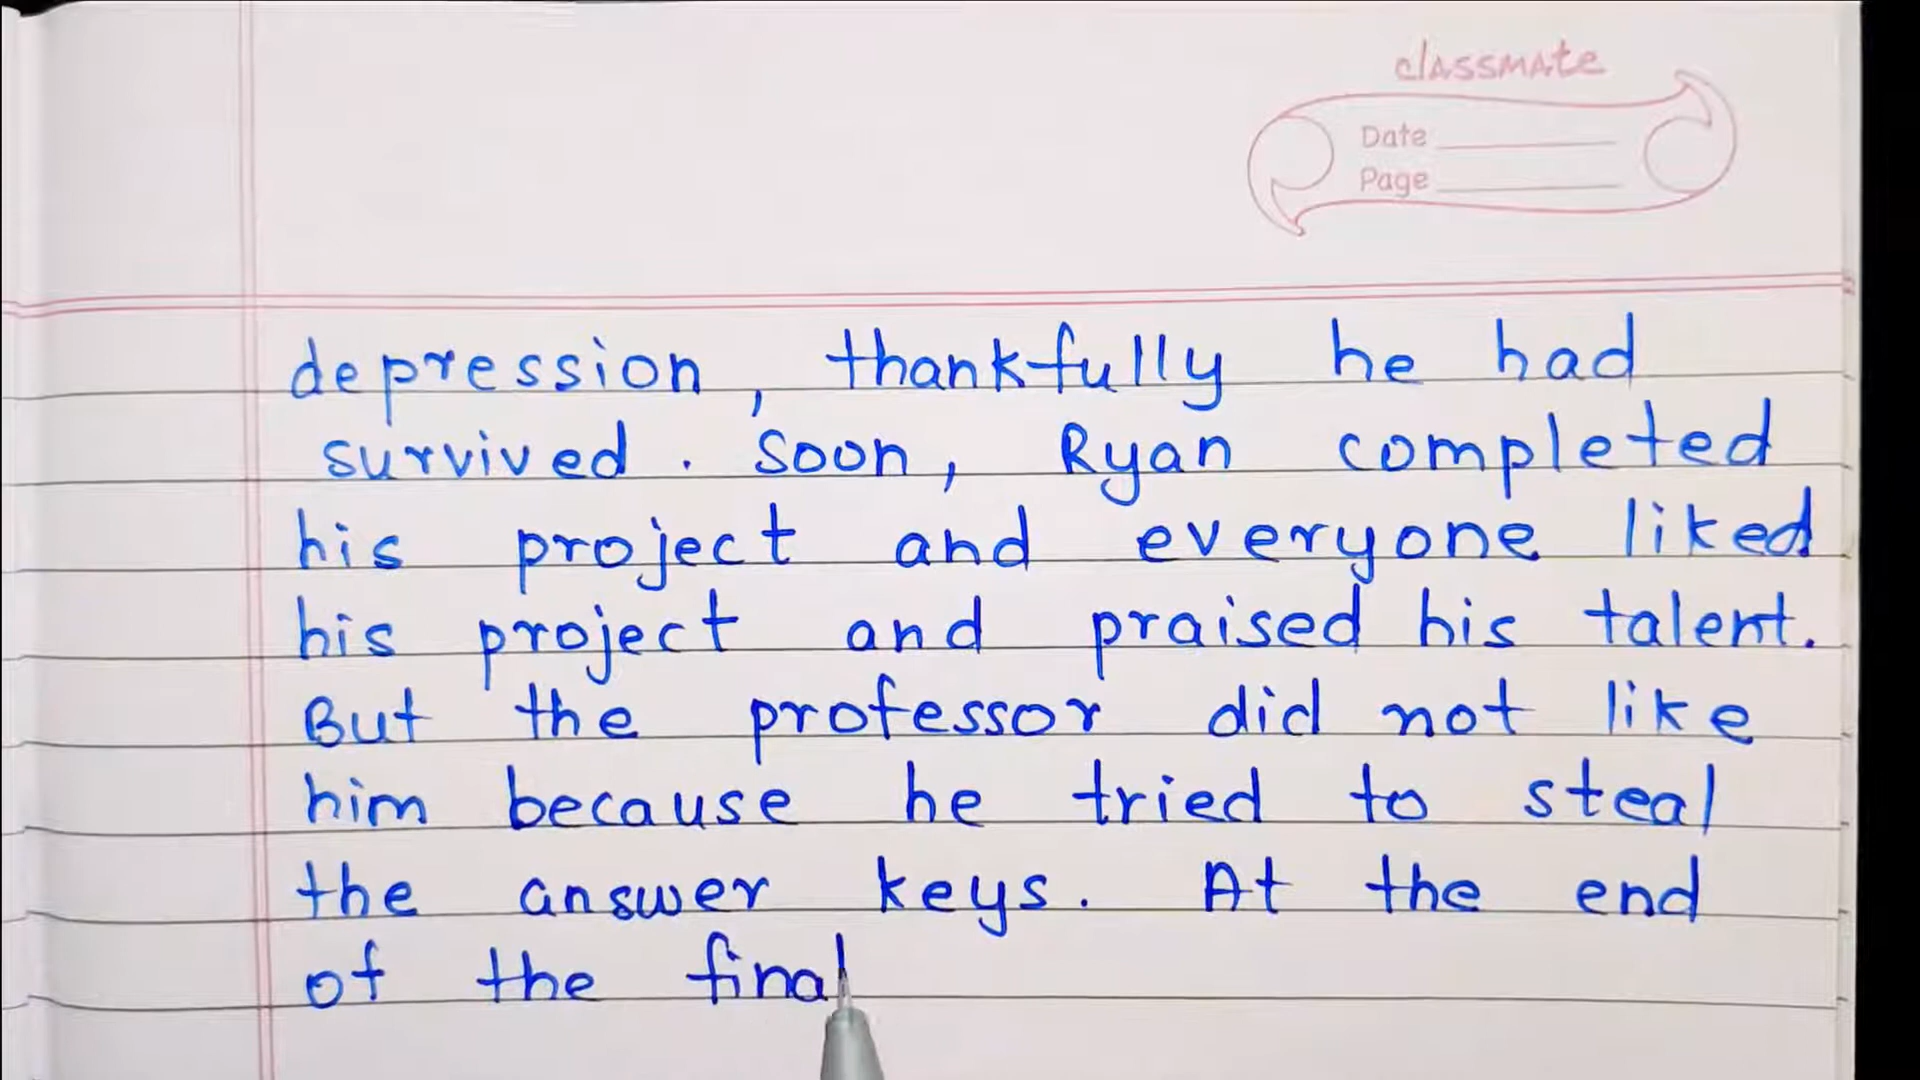 classmate
Date
Page
depression, thankfully he had
survived. Soon, Ryan completed
his project and everyone liked
his project and praised his talent.
But the professor did not like
him because he tried to steal
the answer keys. At the end
of the final